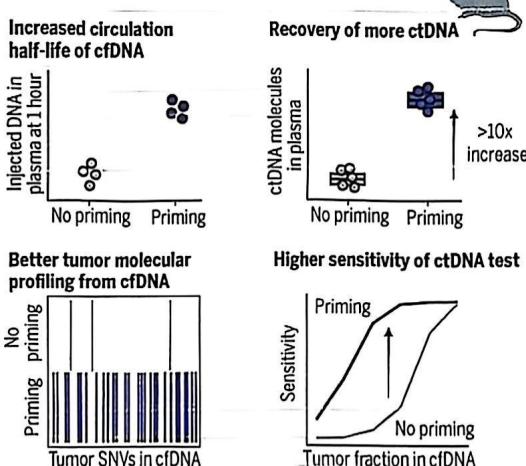 Increased circulation
half-life of cfDNA
Injected DNA in
plasma at 1 hour
No priming
Priming
Recovery of more ctDNA
ctDNA molecules
in plasma
>10x
increase
No priming
Priming
Better tumor molecular
profiling from cfDNA
No
priming
Priming
Tumor SNVs in cfDNA
Higher sensitivity of ctDNA test
Sensitivity
Priming
No priming
Tumor fraction in cfDNA